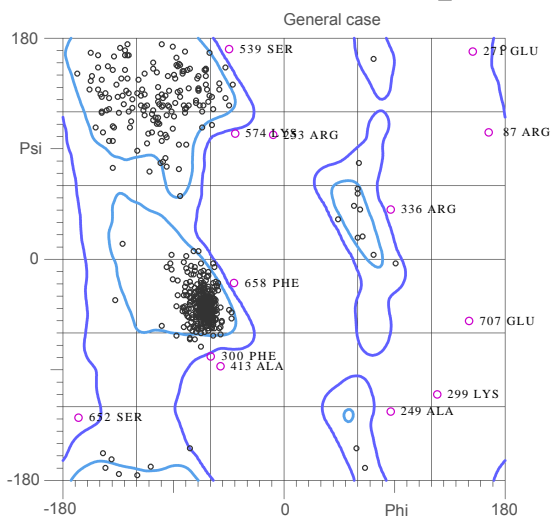 General case
180
539 SER
27? GLU
574 LYS
253 ARG
87 ARG
Psi
336 ARG
0
658 PHE
707 GLU
300 PHE
413 ALA
299 LYS
652 SER
249 ALA
-180
-180
0
Phi
180